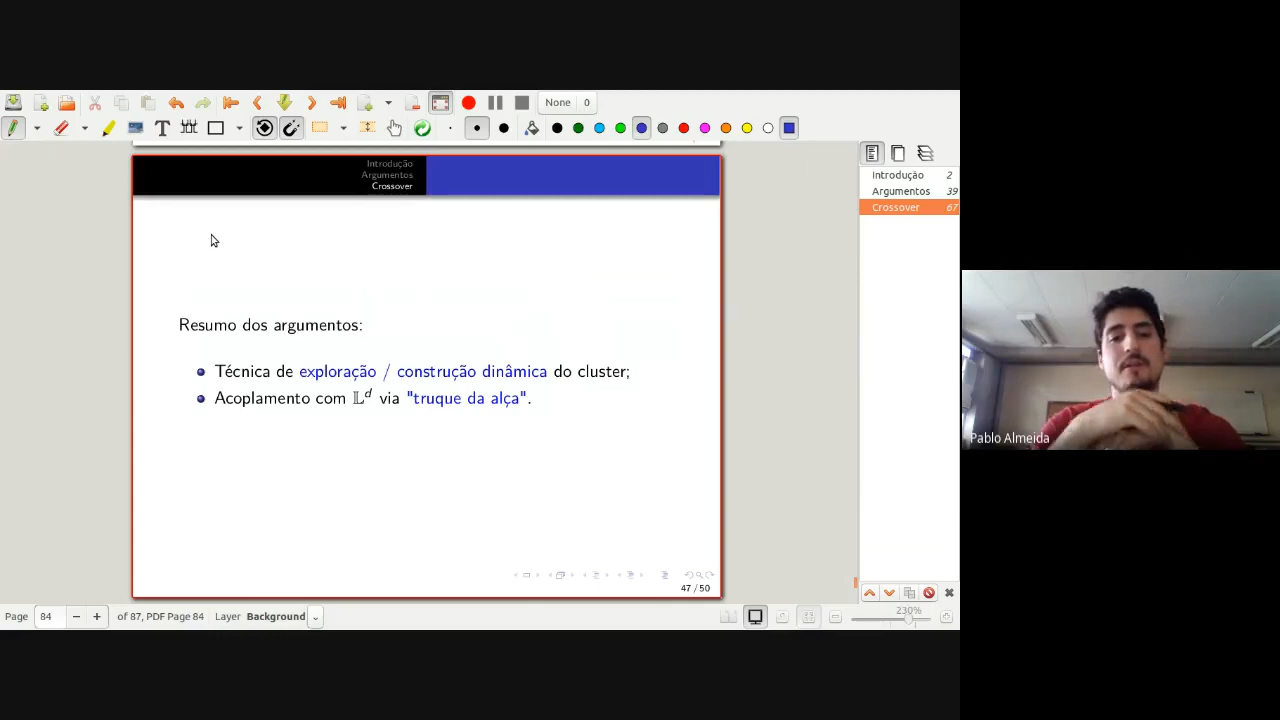 None 0
Introdução
Argumentos
Crossover
Introdução 2
Argumentos 39
Crossover 67
Resumo dos argumentos:
Técnica de exploração / construção dinâmica do cluster;
Acoplamento com 𝕃ᵈ via "truque da alça".
47 / 50
Pablo Almeida
Page 84 of 87, PDF Page 84 Layer Background
230%